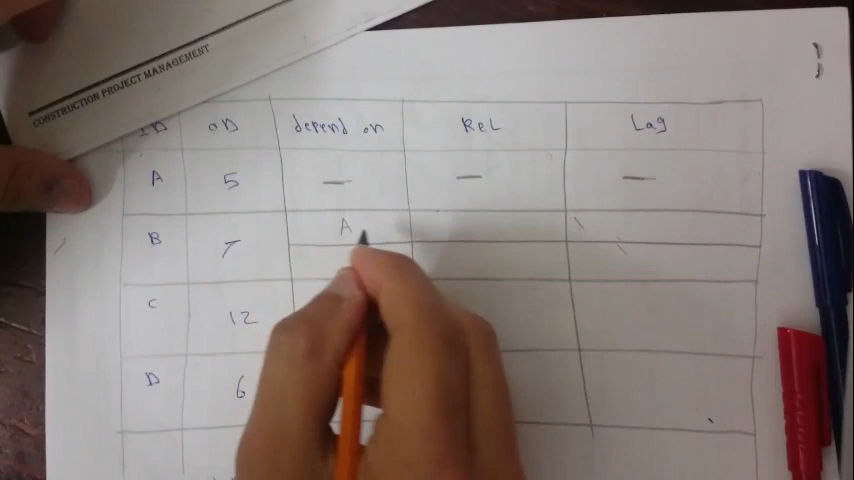 CONSTRUCTION PROJECT MANAGEMENT
ID OD depend on Rel Lag
A 5 — — —
B 7 A
C 12
D 6